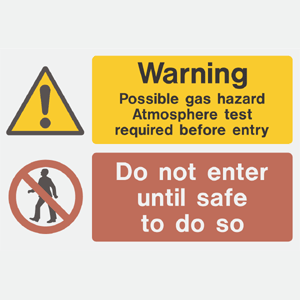 Warning
Possible gas hazard
Atmosphere test
required before entry
Do not enter
until safe
to do so